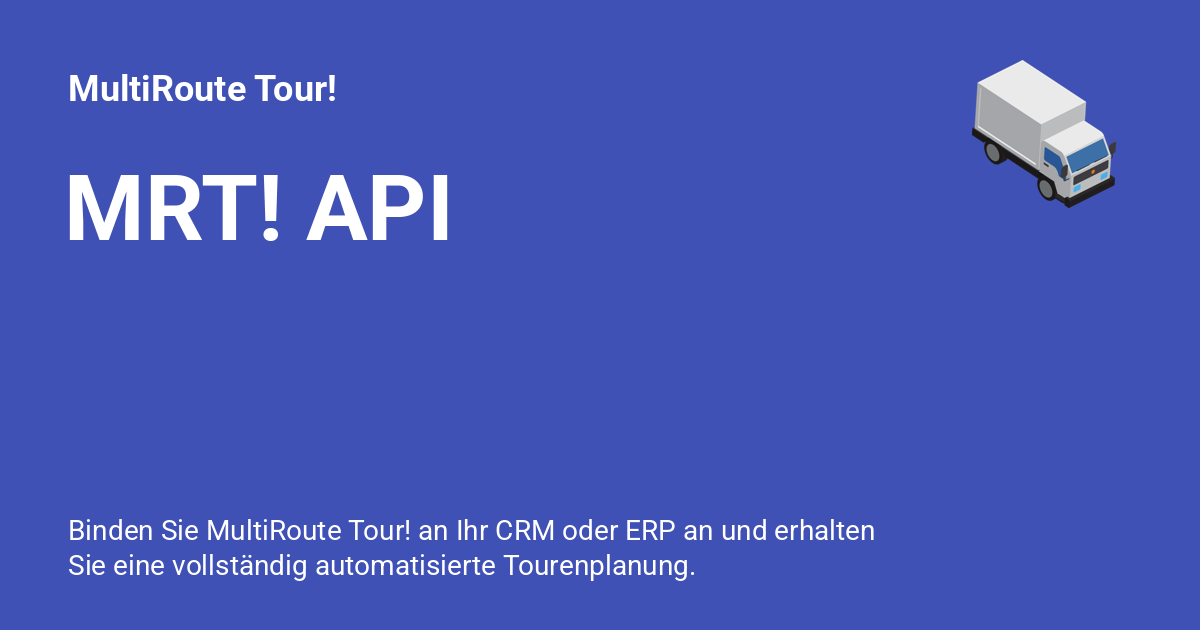 MultiRoute Tour!
MRT! API
Binden Sie MultiRoute Tour! an Ihr CRM oder ERP an und erhalten
Sie eine vollständig automatisierte Tourenplanung.